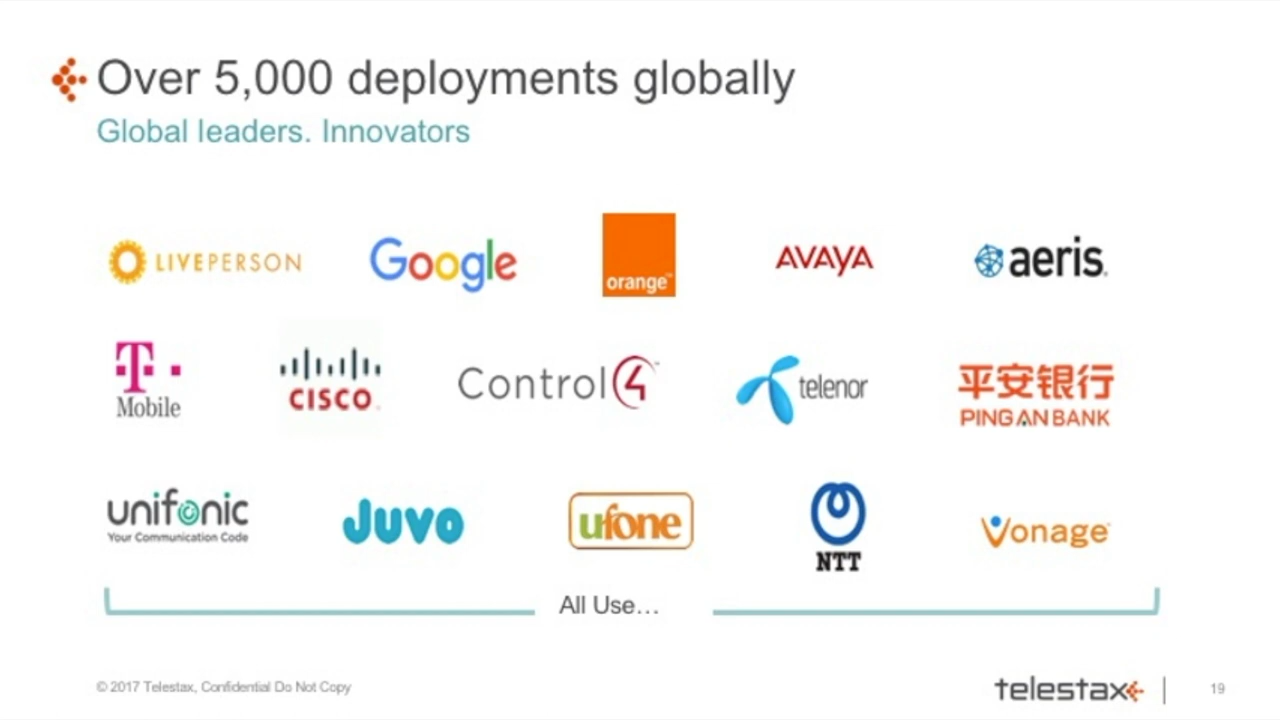 Over 5,000 deployments globally
Global leaders. Innovators
LIVEPERSON
Google
orange™
AVAYA
aeris.
T
Mobile
CISCO
Control4™
telenor
平安银行
PING AN BANK
unifonic
Your Communication Code
Juvo
ufone
NTT
Vonage
All Use…
© 2017 Telestax, Confidential Do Not Copy
telestax
19